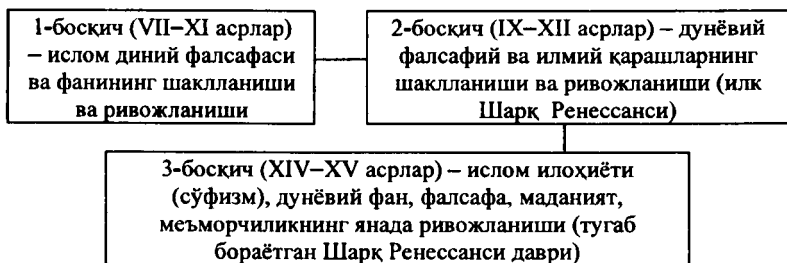 1-босқич (VII–XI асрлар)
– ислом диний фалсафаси
ва фанининг шаклланиши
ва ривожланиши
2-босқич (IX–XII асрлар) – дунёвий
фалсафий ва илмий қарашларнинг
шаклланиши ва ривожланиши (илк
Шарқ Ренессанси)
3-босқич (XIV–XV асрлар) – ислом илоҳиёти
(сўфизм), дунёвий фан, фалсафа, маданият,
меъморчиликнинг янада ривожланиши (тугаб
бораётган Шарқ Ренессанси даври)